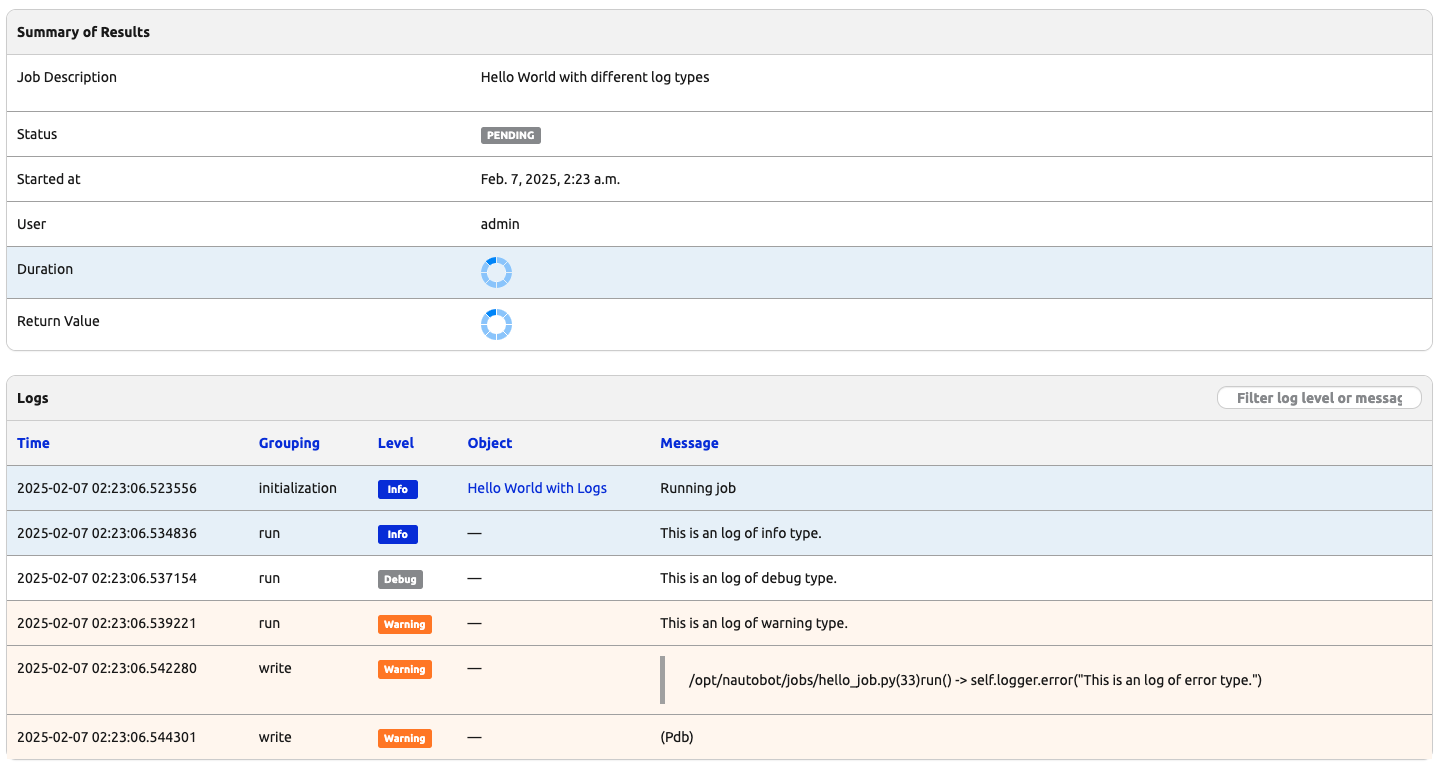 Summary of Results
Job Description Hello World with different log types
Status PENDING
Started at Feb. 7, 2025, 2:23 a.m.
User admin
Duration
Return Value
Logs Filter log level or messag
Time Grouping Level Object Message
2025-02-07 02:23:06.523556 initialization Info Hello World with Logs Running job
2025-02-07 02:23:06.534836 run Info — This is an log of info type.
2025-02-07 02:23:06.537154 run Debug — This is an log of debug type.
2025-02-07 02:23:06.539221 run Warning — This is an log of warning type.
2025-02-07 02:23:06.542280 write Warning — /opt/nautobot/jobs/hello_job.py(33)run() -> self.logger.error("This is an log of error type.")
2025-02-07 02:23:06.544301 write Warning — (Pdb)